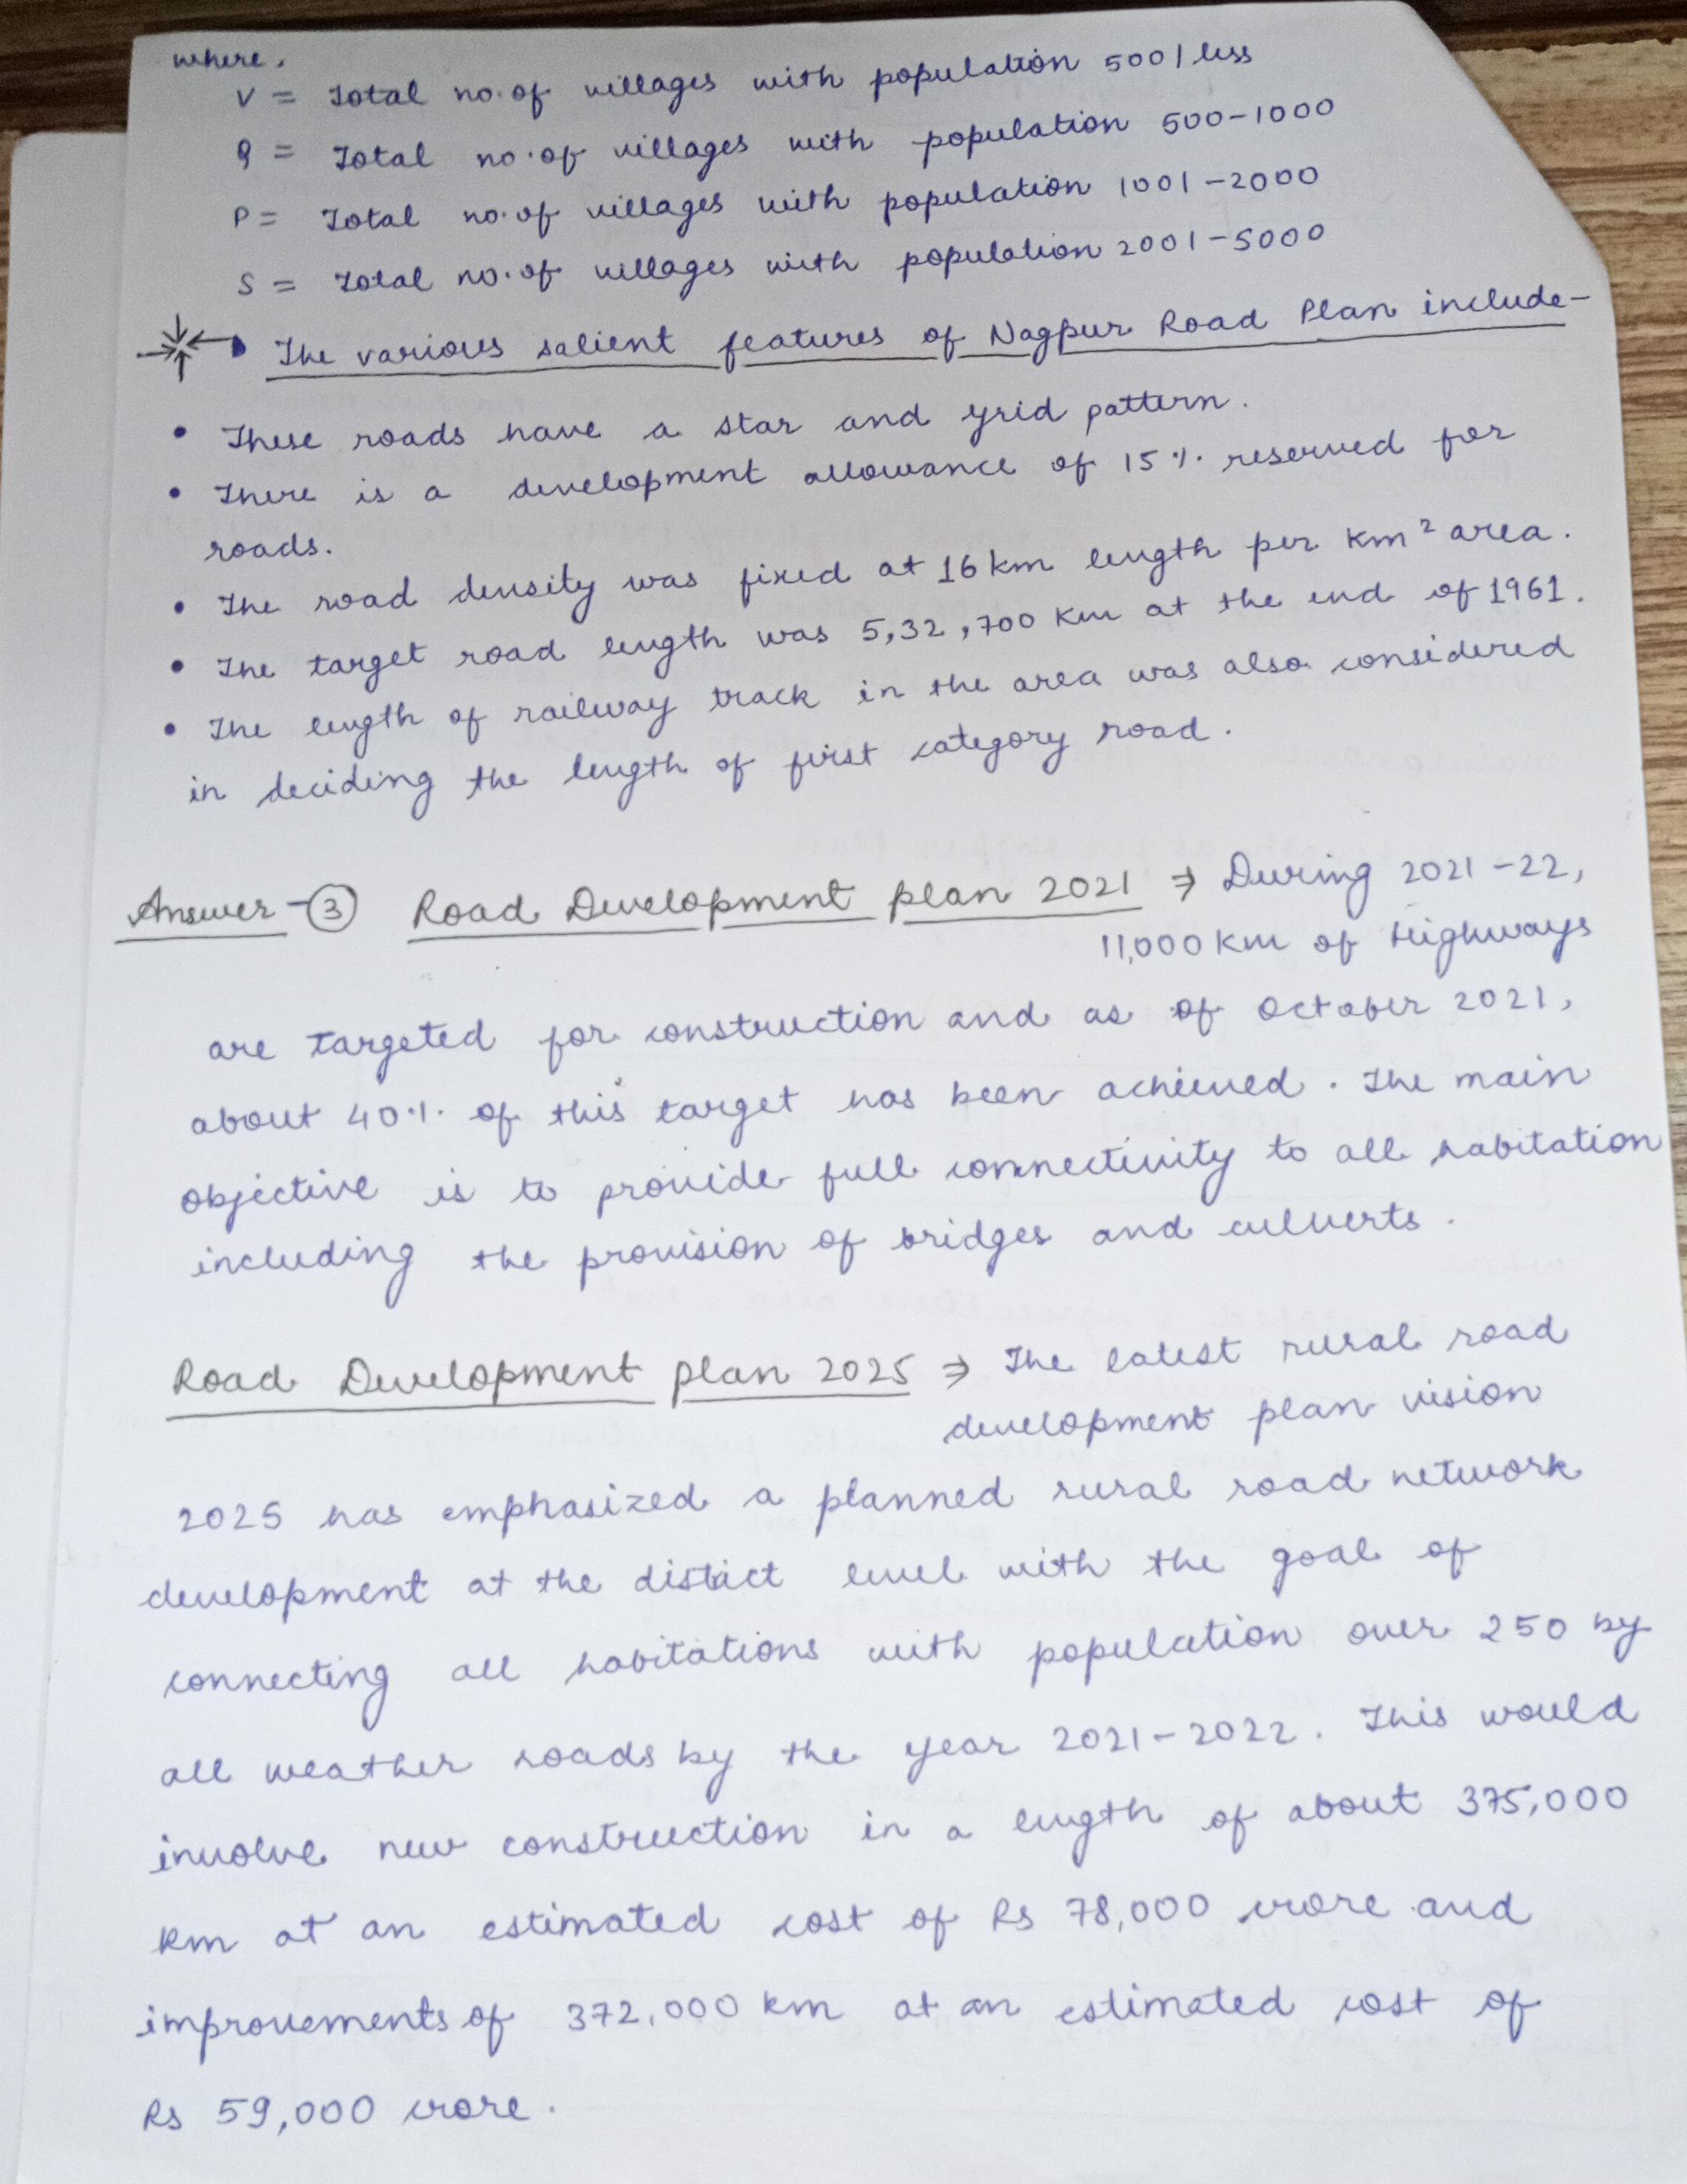 where,
V = Total no. of villages with population 500 / less
Q = Total no. of villages with population 500-1000
P = Total no. of villages with population 1001-2000
S = Total no. of villages with population 2001-5000
The various salient features of Nagpur Road Plan include-
• These roads have a star and grid pattern.
• There is a development allowance of 15 % reserved for
roads.
• The road density was fixed at 16 km length per km² area.
• The target road length was 5,32,700 km at the end of 1961.
• The length of railway track in the area was also considered
in deciding the length of first category road.
Answer-③ Road Development plan 2021 ⇒ During 2021-22,
11,000 km of Highways
are targeted for construction and as of October 2021,
about 40%. of this target has been achieved. The main
objective is to provide full connectivity to all habitation
including the provision of bridges and culverts.
Road Development plan 2025 ⇒ The latest rural road
development plan vision
2025 has emphasized a planned rural road network
development at the district level with the goal of
connecting all habitations with population over 250 by
all weather roads by the year 2021-2022. This would
involve new construction in a length of about 375,000
km at an estimated cost of Rs 78,000 crore and
improvements of 372,000 km at an estimated cost of
Rs 59,000 crore.